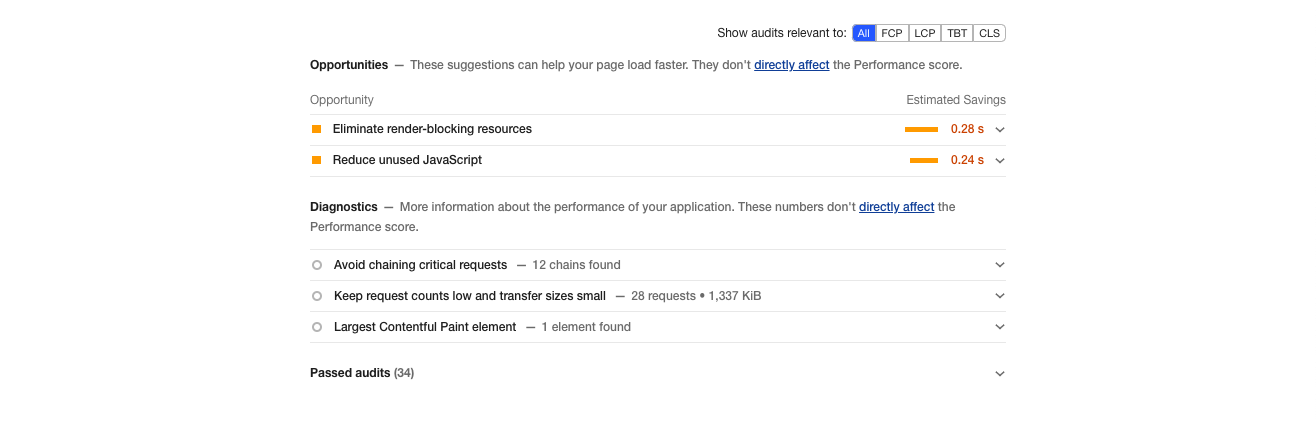 Show audits relevant to: All FCP LCP TBT CLS
Opportunities — These suggestions can help your page load faster. They don't directly affect the Performance score.
Opportunity Estimated Savings
Eliminate render-blocking resources 0.28 s
Reduce unused JavaScript 0.24 s
Diagnostics — More information about the performance of your application. These numbers don't directly affect the
Performance score.
Avoid chaining critical requests — 12 chains found
Keep request counts low and transfer sizes small — 28 requests • 1,337 KiB
Largest Contentful Paint element — 1 element found
Passed audits (34)